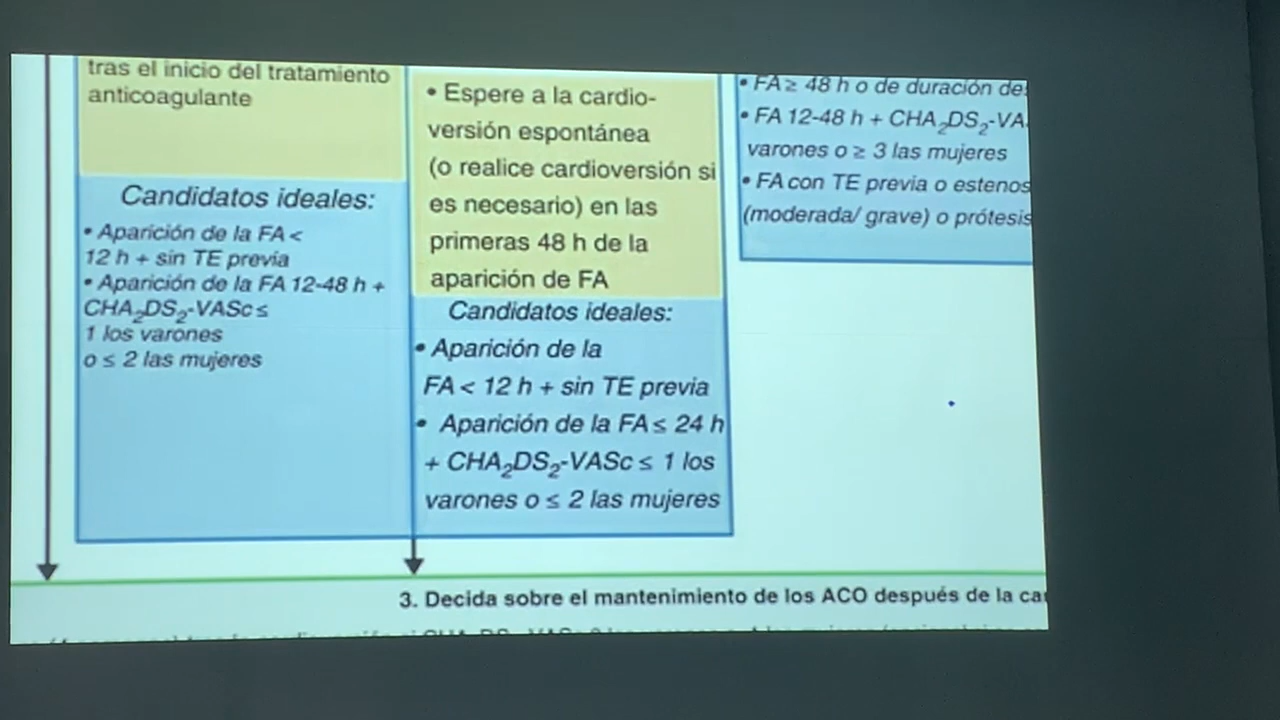 tras el inicio del tratamiento
anticoagulante
Candidatos ideales:
• Aparición de la FA <
12 h + sin TE previa
• Aparición de la FA 12-48 h +
CHA₂DS₂-VASc ≤
1 los varones
o ≤ 2 las mujeres
• Espere a la cardio-
versión espontánea
(o realice cardioversión si
es necesario) en las
primeras 48 h de la
aparición de FA
Candidatos ideales:
• Aparición de la
FA < 12 h + sin TE previa
• Aparición de la FA ≤ 24 h
+ CHA₂DS₂-VASc ≤ 1 los
varones o ≤ 2 las mujeres
• FA ≥ 48 h o de duración de
• FA 12-48 h + CHA₂DS₂-VA
varones o ≥ 3 las mujeres
• FA con TE previa o estenos
(moderada/ grave) o prótesis
3. Decida sobre el mantenimiento de los ACO después de la ca